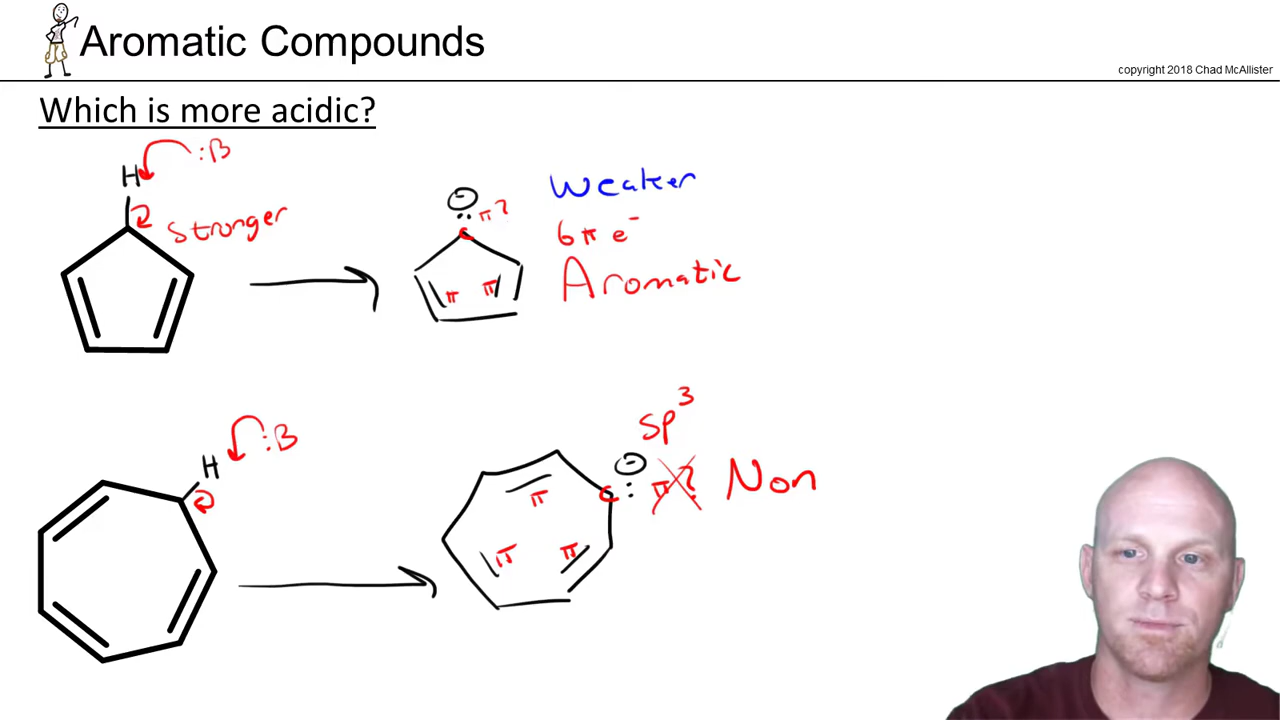 Aromatic Compounds
copyright 2018 Chad McAllister
Which is more acidic?
H :B
Stronger
⊖
π?
C
π π
Weaker
6π e⁻
Aromatic
H :B
sp³
⊖
C π? Non
π
π π